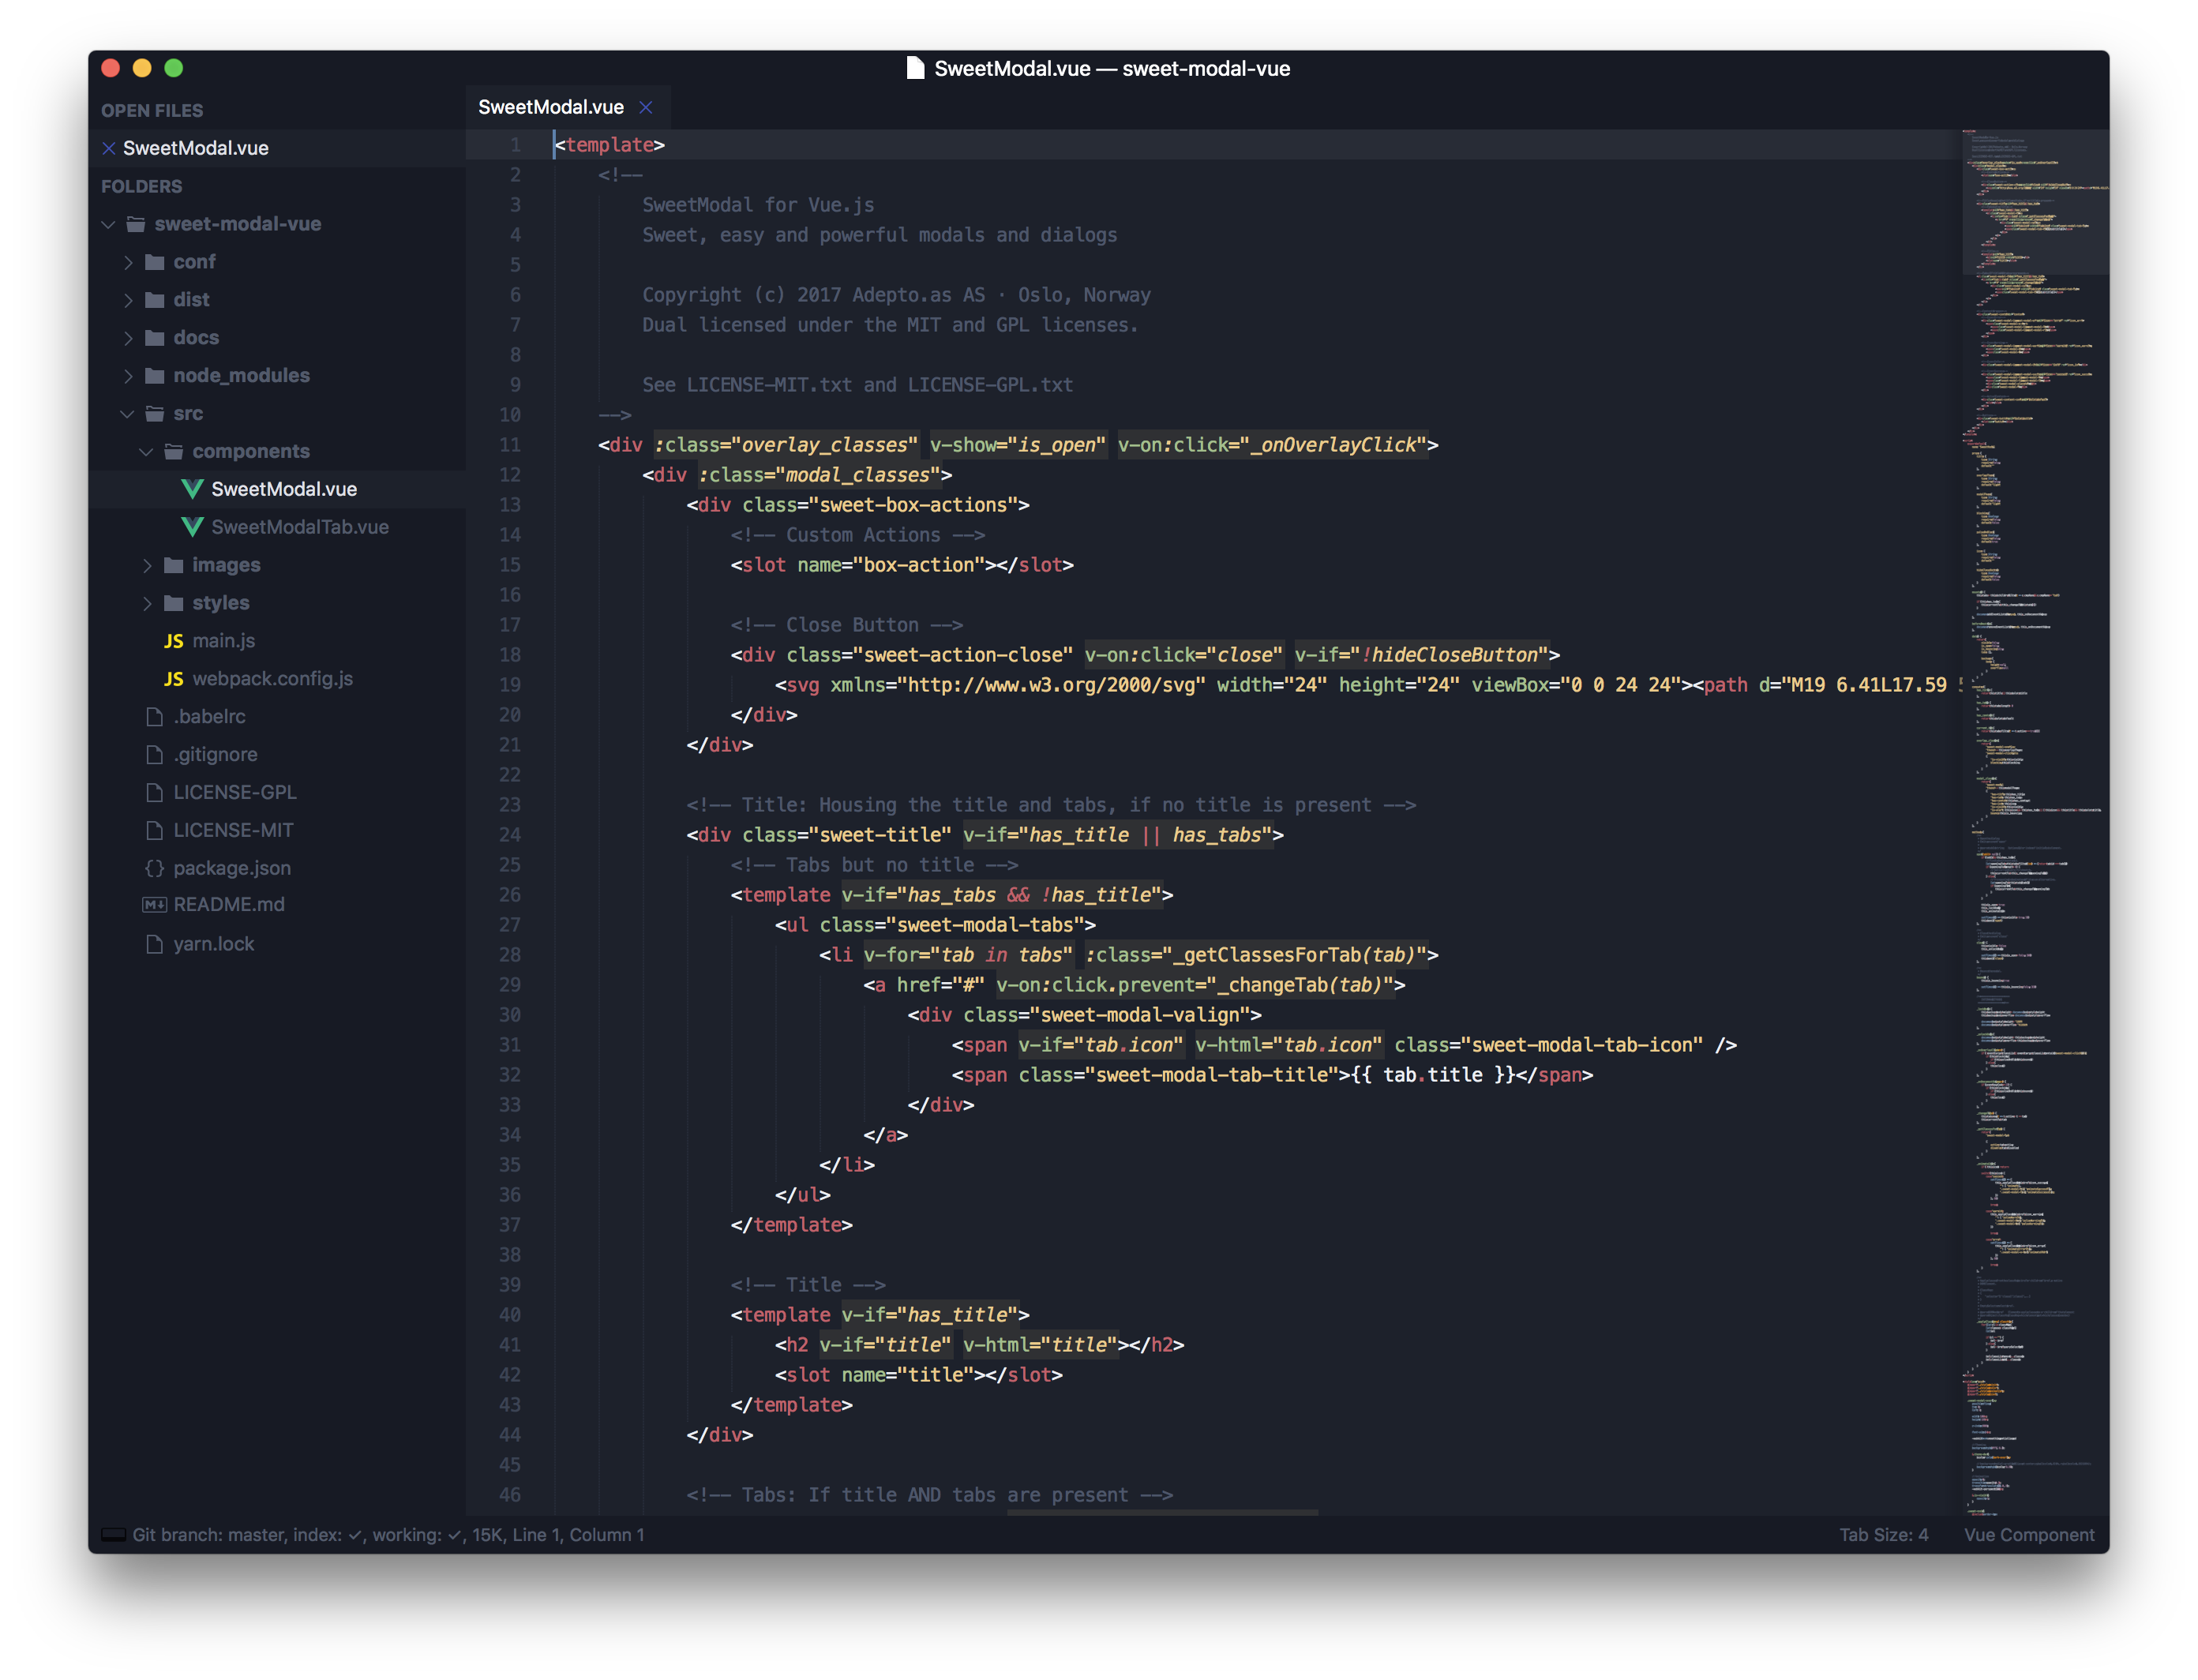 SweetModal.vue — sweet-modal-vue
OPEN FILES
SweetModal.vue
FOLDERS
sweet-modal-vue
conf
dist
docs
node_modules
src
components
SweetModal.vue
SweetModalTab.vue
images
styles
JS main.js
JS webpack.config.js
.babelrc
.gitignore
LICENSE-GPL
LICENSE-MIT
{} package.json
M↓ README.md
yarn.lock
SweetModal.vue
1 <template>
2 <!--
3 SweetModal for Vue.js
4 Sweet, easy and powerful modals and dialogs
5
6 Copyright (c) 2017 Adepto.as AS · Oslo, Norway
7 Dual licensed under the MIT and GPL licenses.
8
9 See LICENSE-MIT.txt and LICENSE-GPL.txt
10 -->
11 <div :class="overlay_classes" v-show="is_open" v-on:click="_onOverlayClick">
12 <div :class="modal_classes">
13 <div class="sweet-box-actions">
14 <!-- Custom Actions -->
15 <slot name="box-action"></slot>
16
17 <!-- Close Button -->
18 <div class="sweet-action-close" v-on:click="close" v-if="!hideCloseButton">
19 <svg xmlns="http://www.w3.org/2000/svg" width="24" height="24" viewBox="0 0 24 24"><path d="M19 6.41L17.59
20 </div>
21 </div>
22
23 <!-- Title: Housing the title and tabs, if no title is present -->
24 <div class="sweet-title" v-if="has_title || has_tabs">
25 <!-- Tabs but no title -->
26 <template v-if="has_tabs && !has_title">
27 <ul class="sweet-modal-tabs">
28 <li v-for="tab in tabs" :class="_getClassesForTab(tab)">
29 <a href="#" v-on:click.prevent="_changeTab(tab)">
30 <div class="sweet-modal-valign">
31 <span v-if="tab.icon" v-html="tab.icon" class="sweet-modal-tab-icon" />
32 <span class="sweet-modal-tab-title">{{ tab.title }}</span>
33 </div>
34 </a>
35 </li>
36 </ul>
37 </template>
38
39 <!-- Title -->
40 <template v-if="has_title">
41 <h2 v-if="title" v-html="title"></h2>
42 <slot name="title"></slot>
43 </template>
44 </div>
45
46 <!-- Tabs: If title AND tabs are present -->
Git branch: master, index: ✓, working: ✓, 15K, Line 1, Column 1
Tab Size: 4
Vue Component